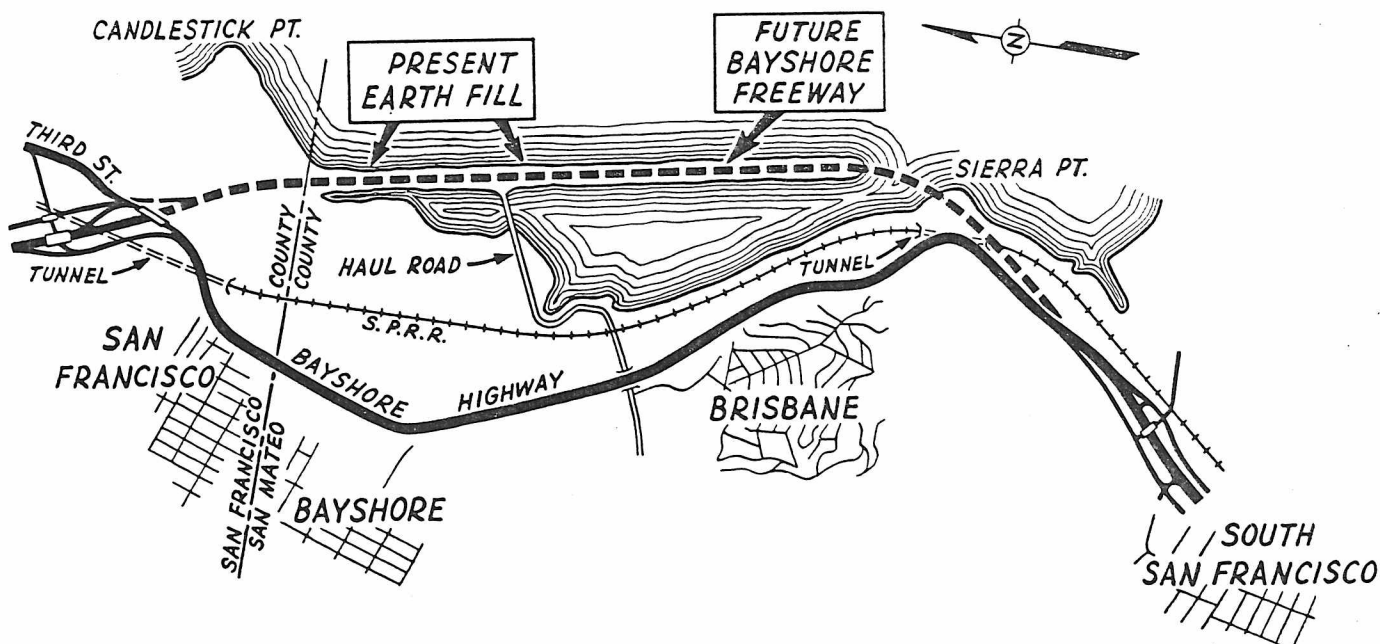 CANDLESTICK PT.
PRESENT
EARTH FILL
FUTURE
BAYSHORE
FREEWAY
N
THIRD ST.
SIERRA PT.
TUNNEL
COUNTY
COUNTY
HAUL ROAD
TUNNEL
S.P.R.R.
SAN
FRANCISCO
BAYSHORE
HIGHWAY
BRISBANE
SAN FRANCISCO
SAN MATEO
BAYSHORE
SOUTH
SAN FRANCISCO